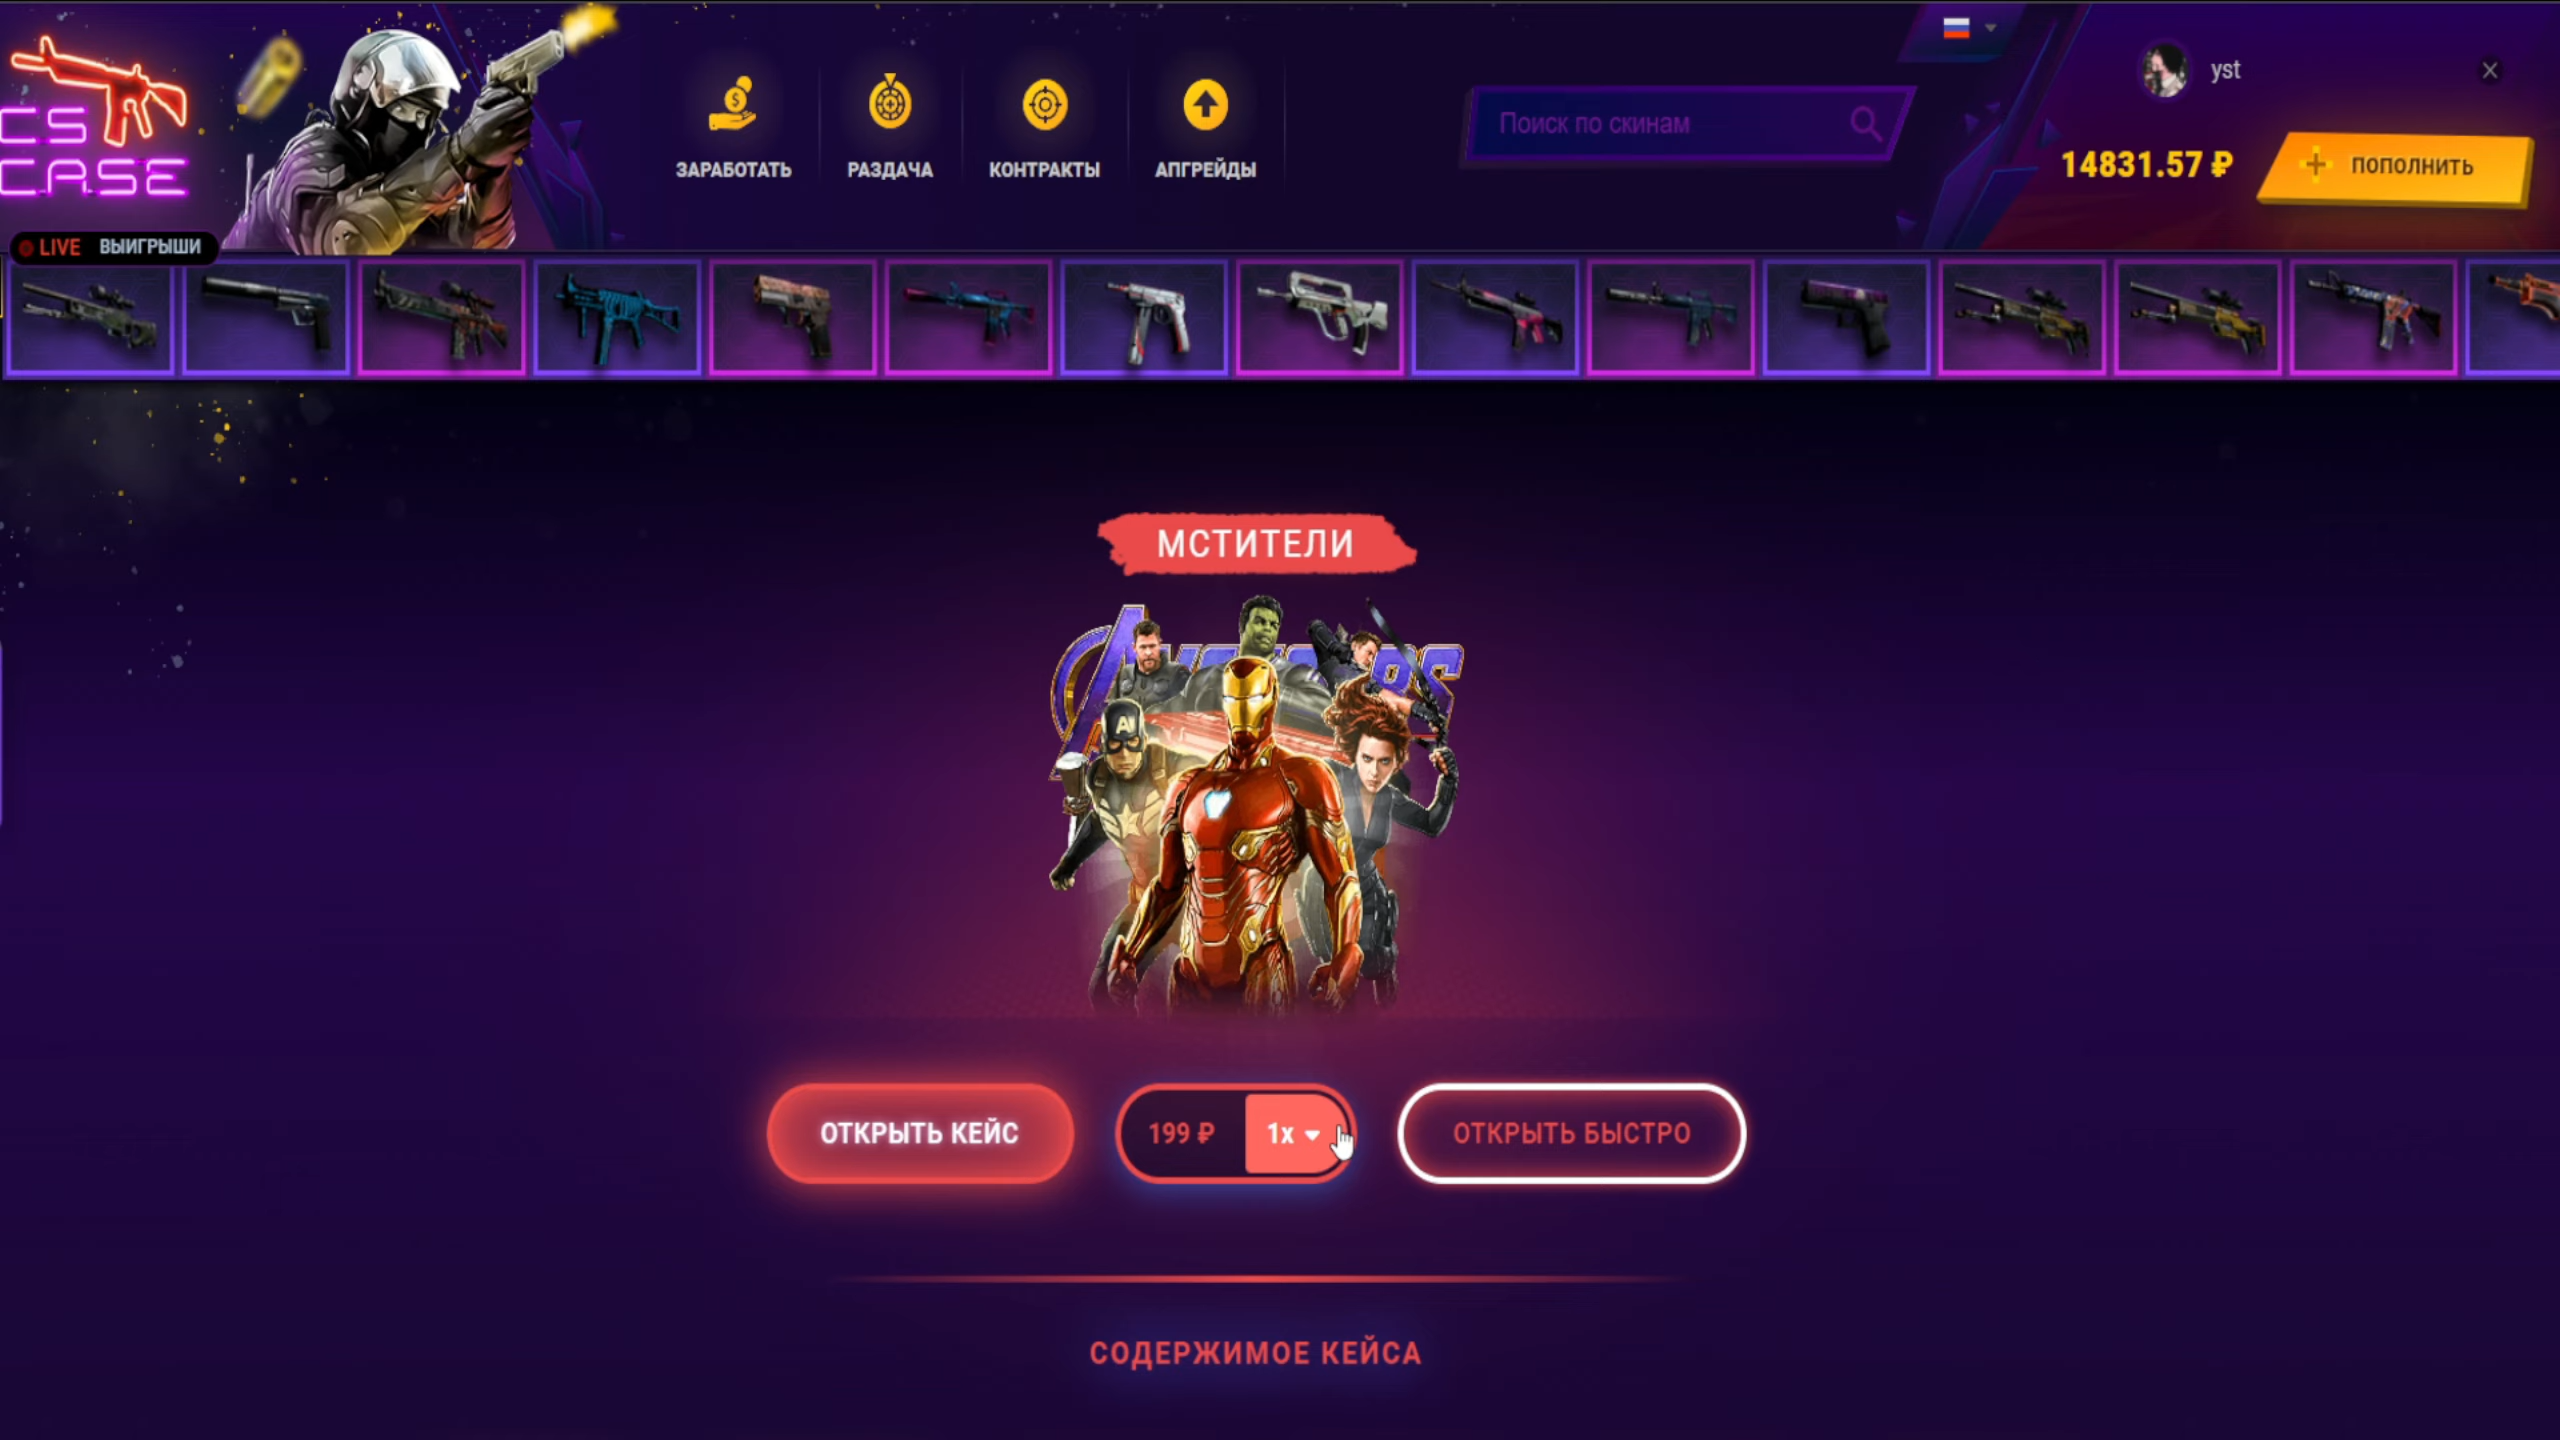 CS
CASE
ЗАРАБОТАТЬ
РАЗДАЧА
КОНТРАКТЫ
АПГРЕЙДЫ
Поиск по скинам
yst
14831.57 ₽
ПОПОЛНИТЬ
LIVE ВЫИГРЫШИ
МСТИТЕЛИ
ОТКРЫТЬ КЕЙС
199 ₽
1x
ОТКРЫТЬ БЫСТРО
СОДЕРЖИМОЕ КЕЙСА